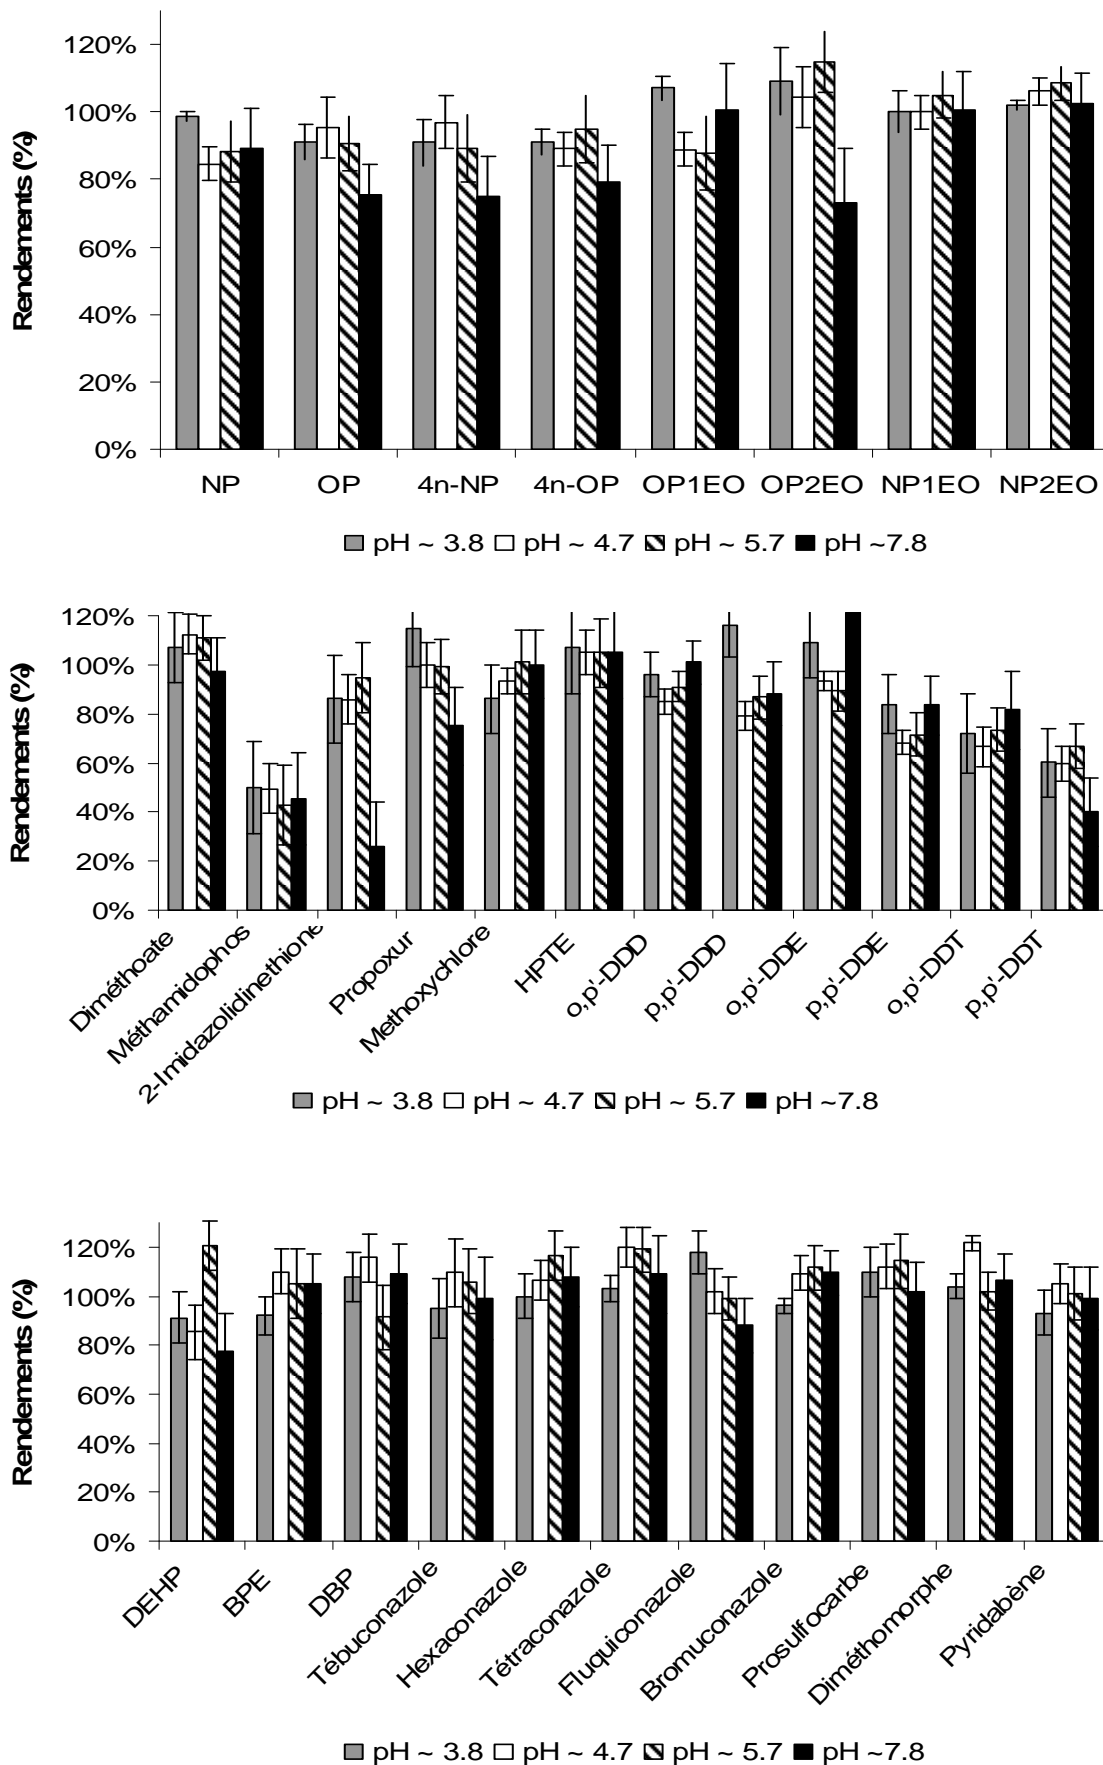 120%
100%
80%
60%
40%
20%
0%
Rendements (%)
NP OP 4n-NP 4n-OP OP1EO OP2EO NP1EO NP2EO
pH ~ 3.8 pH ~ 4.7 pH ~ 5.7 pH ~7.8
120%
100%
80%
60%
40%
20%
0%
Rendements (%)
Diméthoate
Méthamidophos
2-Imidazolidinethione
Propoxur
Methoxychlore
HPTE
o,p'-DDD
p,p'-DDD
o,p'-DDE
p,p'-DDE
o,p'-DDT
p,p'-DDT
pH ~ 3.8 pH ~ 4.7 pH ~ 5.7 pH ~7.8
120%
100%
80%
60%
40%
20%
0%
Rendements (%)
DEHP
BPE
DBP
Tébuconazole
Hexaconazole
Tétraconazole
Fluquiconazole
Bromuconazole
Prosulfocarbe
Diméthomorphe
Pyridabène
pH ~ 3.8 pH ~ 4.7 pH ~ 5.7 pH ~7.8